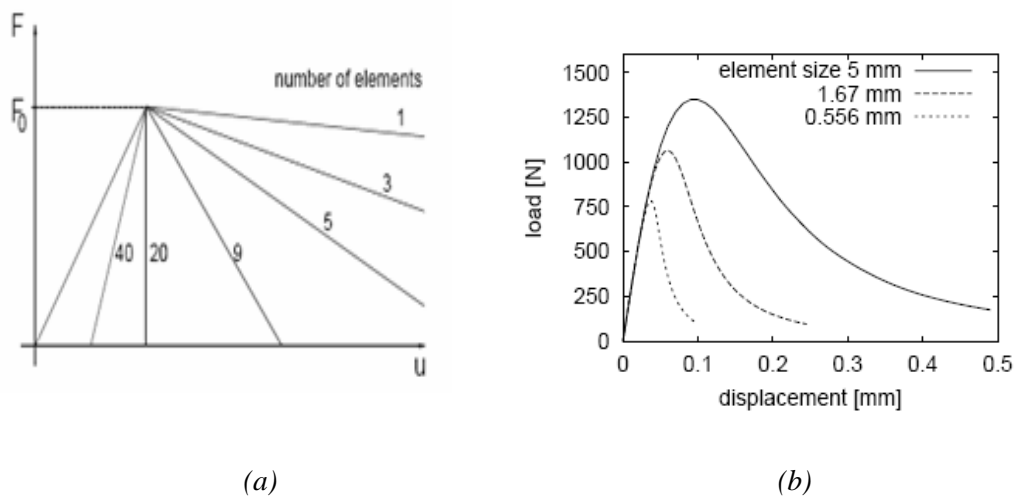 F
F0
number of elements
1
3
5
40
20
9
u
1500
1250
1000
750
500
250
0
load [N]
element size 5 mm
1.67 mm
0.556 mm
0 0.1 0.2 0.3 0.4 0.5
displacement [mm]
(a) (b)